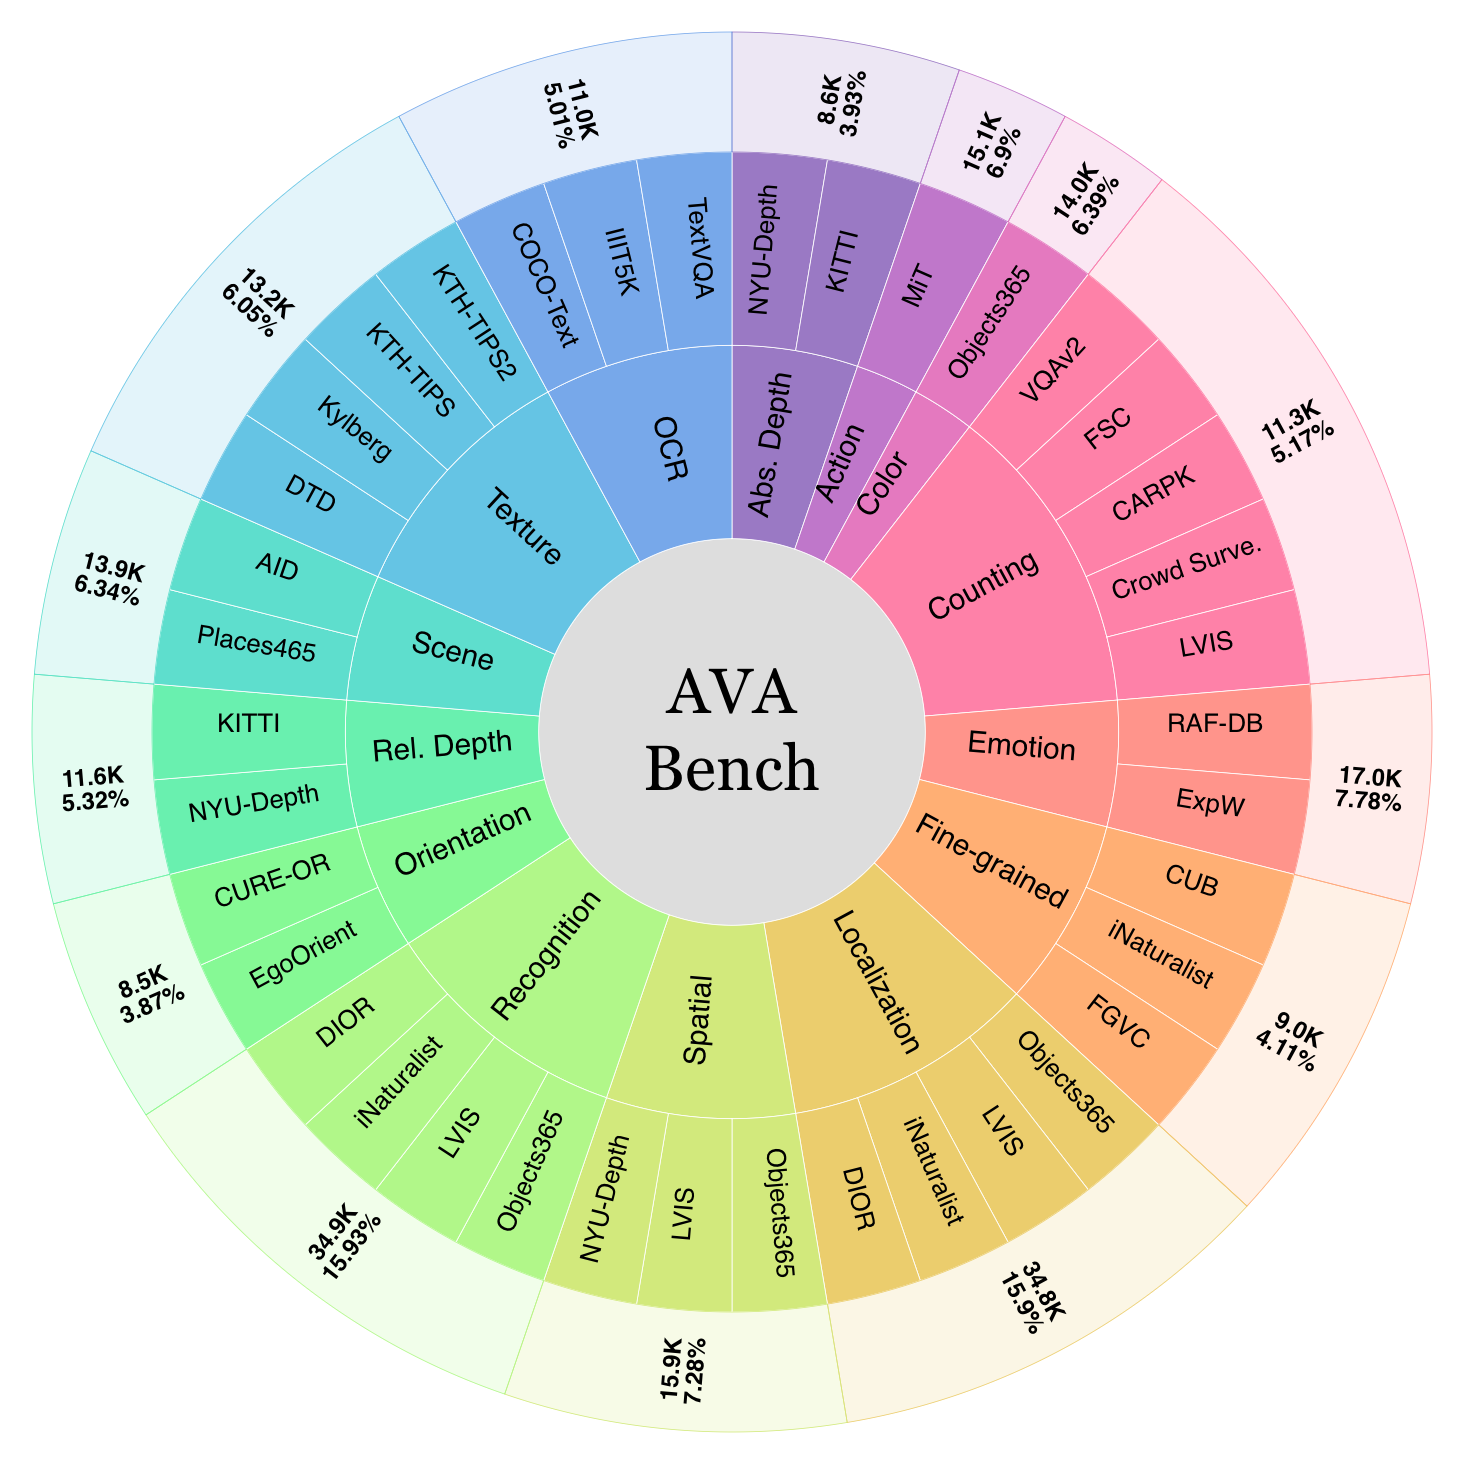 AVA
Bench
8.6K
3.93%
NYU-Depth
KITTI
Abs. Depth
15.1K
6.9%
MiT
Action
14.0K
6.39%
Objects365
Color
11.3K
5.17%
VQAv2
FSC
CARPK
Crowd Surve.
LVIS
Counting
17.0K
7.78%
RAF-DB
ExpW
Emotion
9.0K
4.11%
CUB
iNaturalist
FGVC
Fine-grained
34.8K
15.9%
Objects365
LVIS
iNaturalist
DIOR
Localization
15.9K
7.28%
Objects365
LVIS
NYU-Depth
Spatial
34.9K
15.93%
Objects365
LVIS
iNaturalist
DIOR
Recognition
8.5K
3.87%
EgoOrient
CURE-OR
Orientation
11.6K
5.32%
NYU-Depth
KITTI
Rel. Depth
13.9K
6.34%
Places465
AID
Scene
13.2K
6.05%
DTD
Kylberg
KTH-TIPS
KTH-TIPS2
Texture
11.0K
5.01%
COCO-Text
IIIT5K
TextVQA
OCR